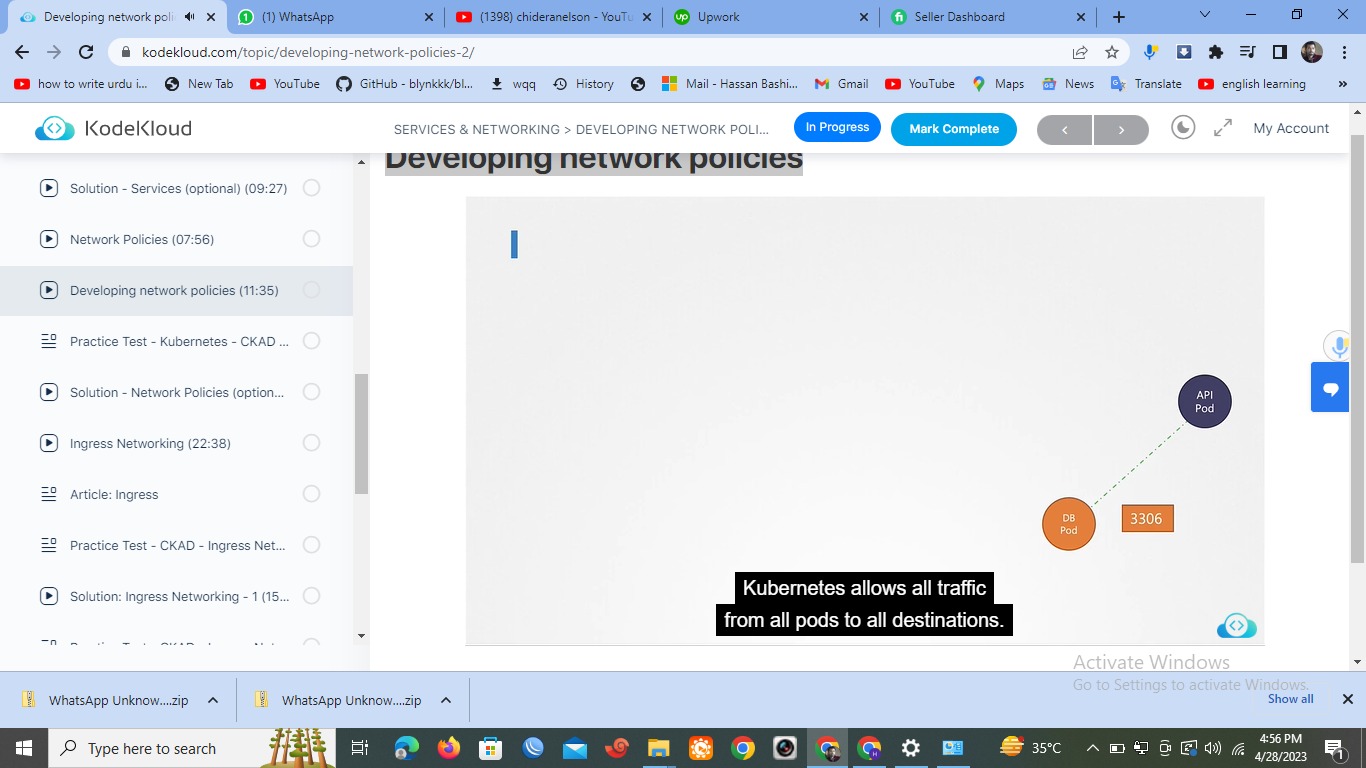 Developing network poli
(1) WhatsApp
(1398) chideranelson - YouTu
Upwork
Seller Dashboard
kodekloud.com/topic/developing-network-policies-2/
how to write urdu i...
New Tab
YouTube
GitHub - blynkkk/bl...
wqq
History
Mail - Hassan Bashi...
Gmail
YouTube
Maps
News
Translate
english learning
»
KodeKloud
SERVICES & NETWORKING > DEVELOPING NETWORK POLI...
In Progress
Mark Complete
My Account
Solution - Services (optional) (09:27)
Network Policies (07:56)
Developing network policies (11:35)
Practice Test - Kubernetes - CKAD ...
Solution - Network Policies (option...
Ingress Networking (22:38)
Article: Ingress
Practice Test - CKAD - Ingress Net...
Solution: Ingress Networking - 1 (15...
Developing network policies
API
Pod
DB
Pod
3306
Kubernetes allows all traffic
from all pods to all destinations.
Activate Windows
Go to Settings to activate Windows.
WhatsApp Unknow....zip
WhatsApp Unknow....zip
Show all
Type here to search
35°C
4:56 PM
4/28/2023
1